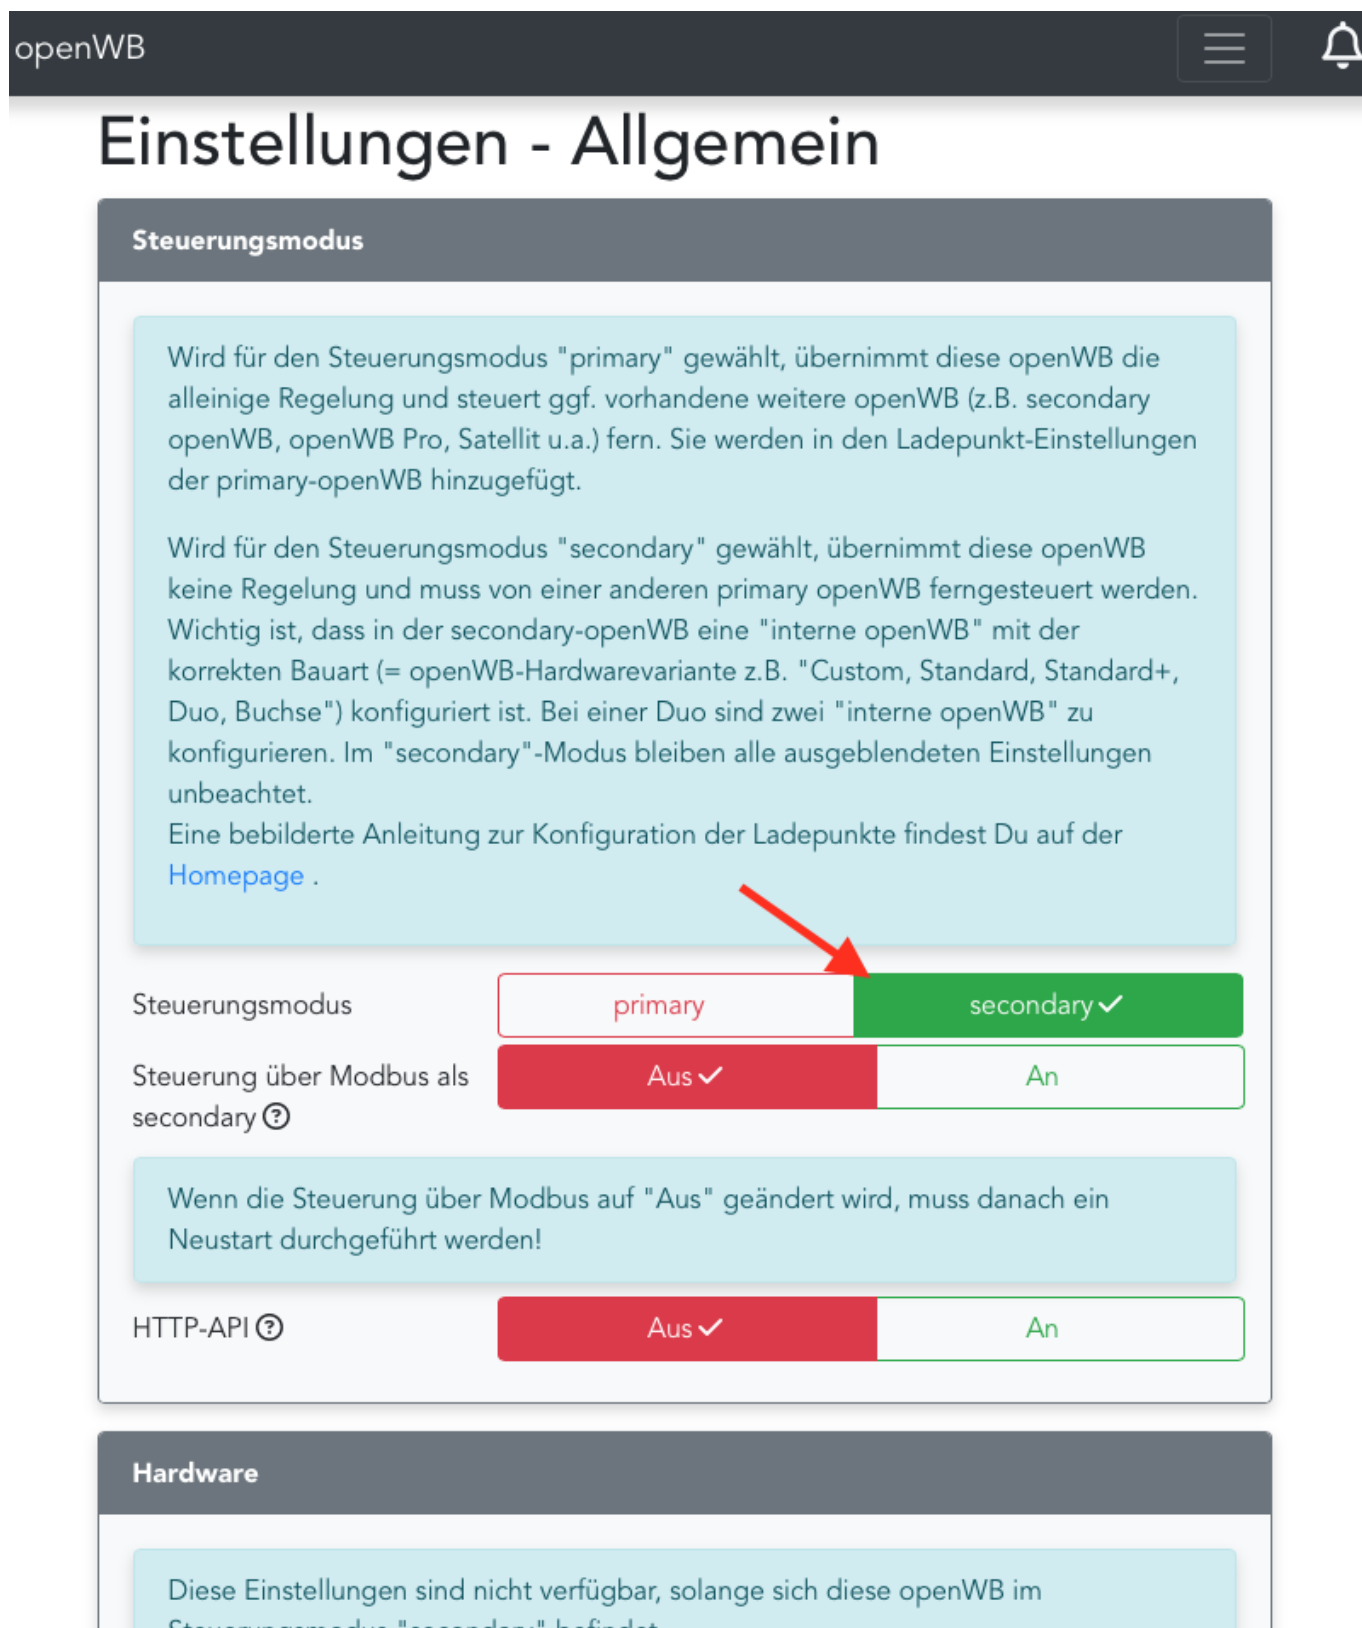 openWB
Einstellungen - Allgemein
Steuerungsmodus
Wird für den Steuerungsmodus "primary" gewählt, übernimmt diese openWB die
alleinige Regelung und steuert ggf. vorhandene weitere openWB (z.B. secondary
openWB, openWB Pro, Satellit u.a.) fern. Sie werden in den Ladepunkt-Einstellungen
der primary-openWB hinzugefügt.
Wird für den Steuerungsmodus "secondary" gewählt, übernimmt diese openWB
keine Regelung und muss von einer anderen primary openWB ferngesteuert werden.
Wichtig ist, dass in der secondary-openWB eine "interne openWB" mit der
korrekten Bauart (= openWB-Hardwarevariante z.B. "Custom, Standard, Standard+,
Duo, Buchse") konfiguriert ist. Bei einer Duo sind zwei "interne openWB" zu
konfigurieren. Im "secondary"-Modus bleiben alle ausgeblendeten Einstellungen
unbeachtet.
Eine bebilderte Anleitung zur Konfiguration der Ladepunkte findest Du auf der
Homepage .
Steuerungsmodus primary secondary
Steuerung über Modbus als Aus An
secondary
Wenn die Steuerung über Modbus auf "Aus" geändert wird, muss danach ein
Neustart durchgeführt werden!
HTTP-API Aus An
Hardware
Diese Einstellungen sind nicht verfügbar, solange sich diese openWB im
Steuerungsmodus "secondary" befindet